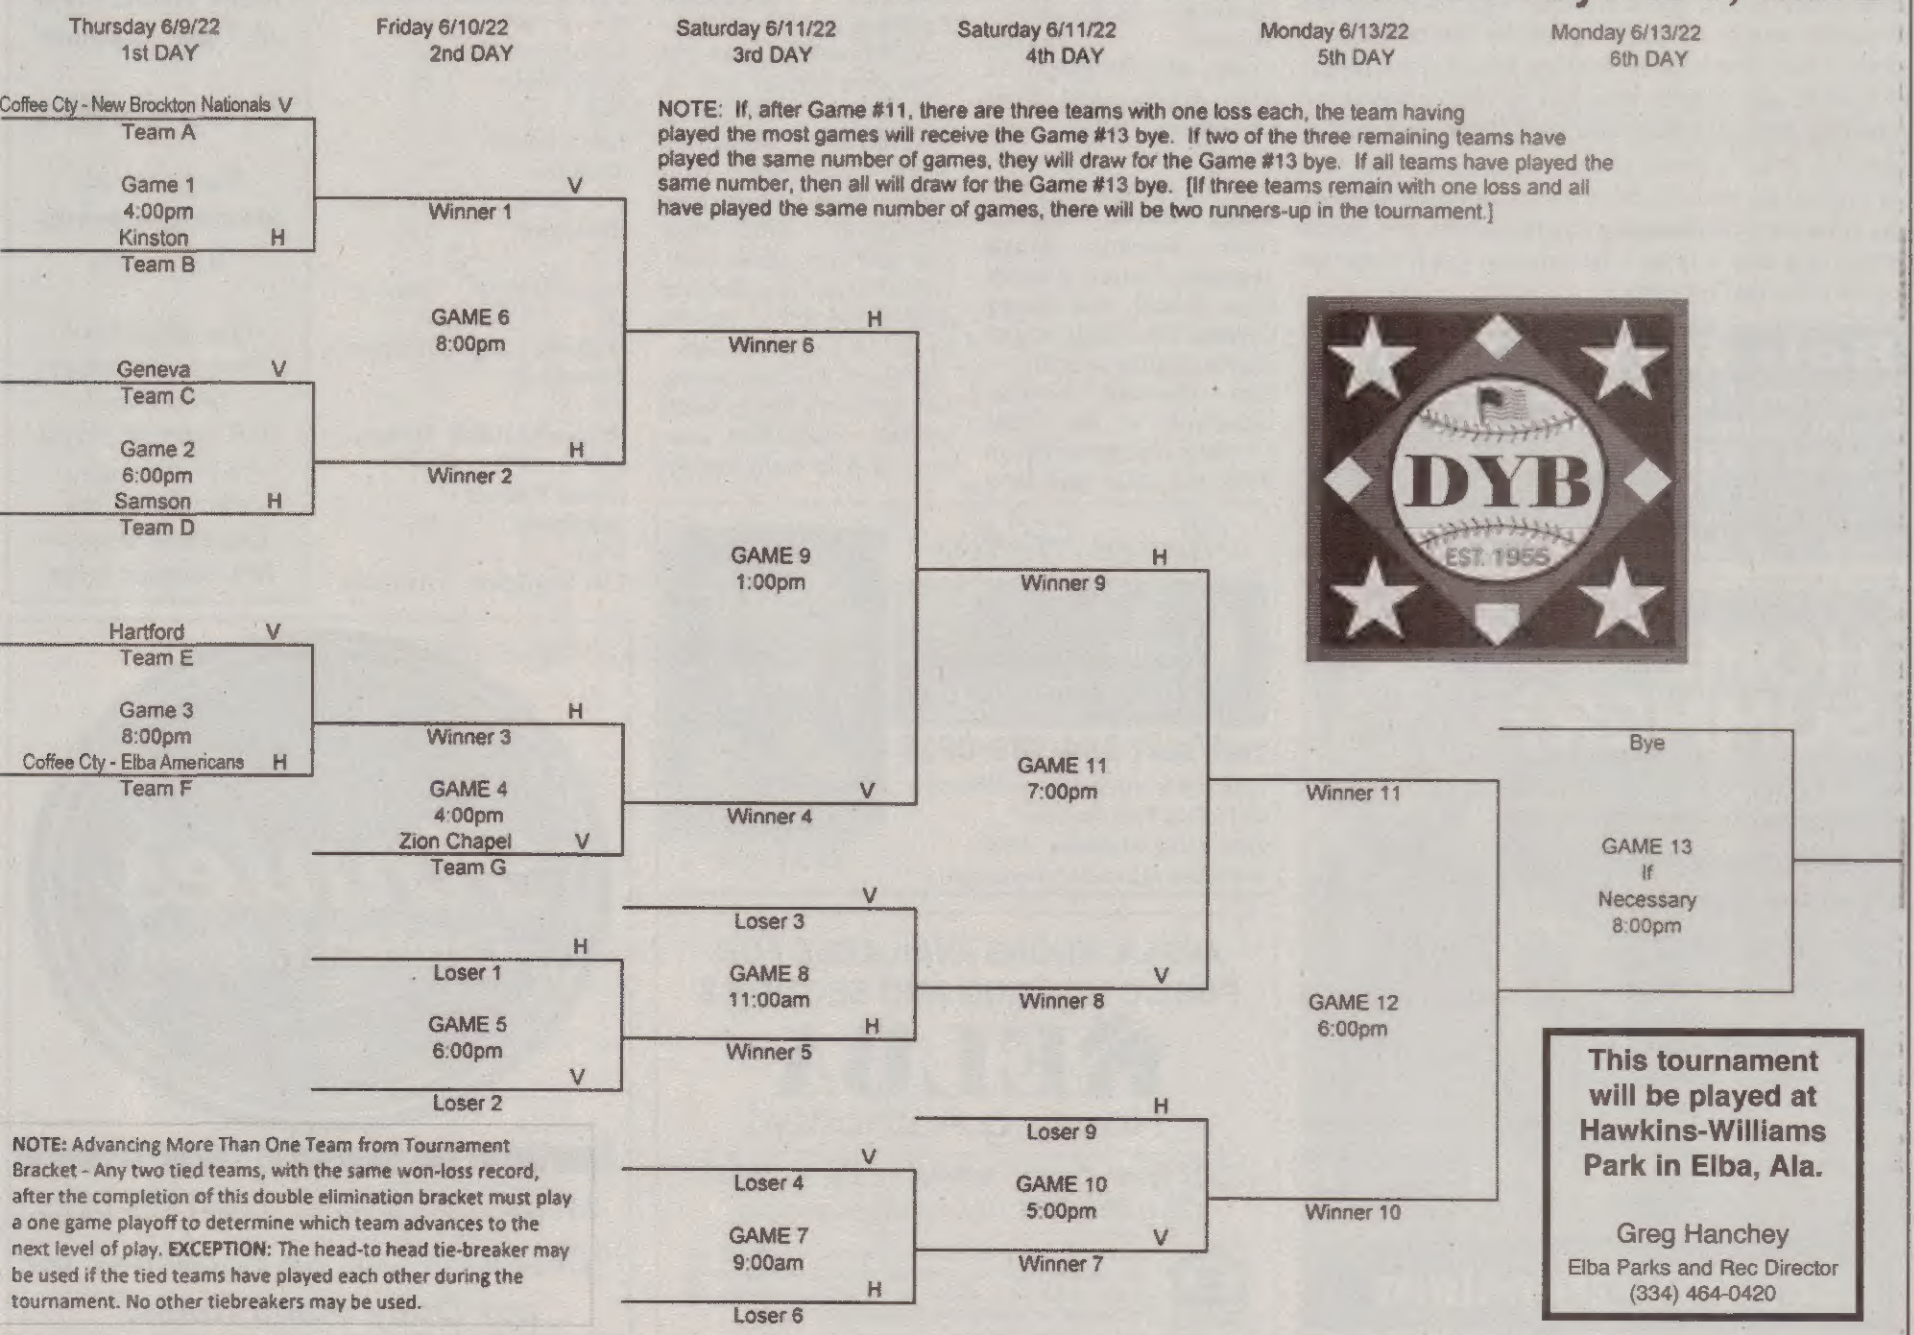 Thursday 6/9/22
1st DAY
Friday 6/10/22
2nd DAY
Saturday 6/11/22
3rd DAY
Saturday 6/11/22
4th DAY
Monday 6/13/22
5th DAY
Monday 6/13/22
6th DAY
NOTE: If, after Game #11, there are three teams with one loss each, the team having
played the most games will receive the Game #13 bye. If two of the three remaining teams have
played the same number of games, they will draw for the Game #13 bye. If all teams have played the
same number, then all will draw for the Game #13 bye. [If three teams remain with one loss and all
have played the same number of games, there will be two runners-up in the tournament.]
Coffee Cty - New Brockton Nationals V
Team A
Game 1
4:00pm
Kinston H
Team B
Geneva V
Team C
Game 2
6:00pm
Samson H
Team D
Hartford V
Team E
Game 3
8:00pm
Coffee Cty - Elba Americans H
Team F
V
Winner 1
GAME 6
8:00pm
H
Winner 2
H
Winner 3
GAME 4
4:00pm
Zion Chapel V
Team G
H
Loser 1
GAME 5
6:00pm
V
Loser 2
H
Winner 6
GAME 9
1:00pm
V
Winner 4
V
Loser 3
GAME 8
11:00am
H
Winner 5
V
Loser 4
GAME 7
9:00am
H
Loser 6
H
Winner 9
GAME 11
7:00pm
V
Winner 8
H
Loser 9
GAME 10
5:00pm
V
Winner 7
Winner 11
GAME 12
6:00pm
Winner 10
DYB
EST. 1955
Bye
GAME 13
If
Necessary
8:00pm
NOTE: Advancing More Than One Team from Tournament
Bracket - Any two tied teams, with the same won-loss record,
after the completion of this double elimination bracket must play
a one game playoff to determine which team advances to the
next level of play. EXCEPTION: The head-to head tie-breaker may
be used if the tied teams have played each other during the
tournament. No other tiebreakers may be used.
This tournament
will be played at
Hawkins-Williams
Park in Elba, Ala.
Greg Hanchey
Elba Parks and Rec Director
(334) 464-0420